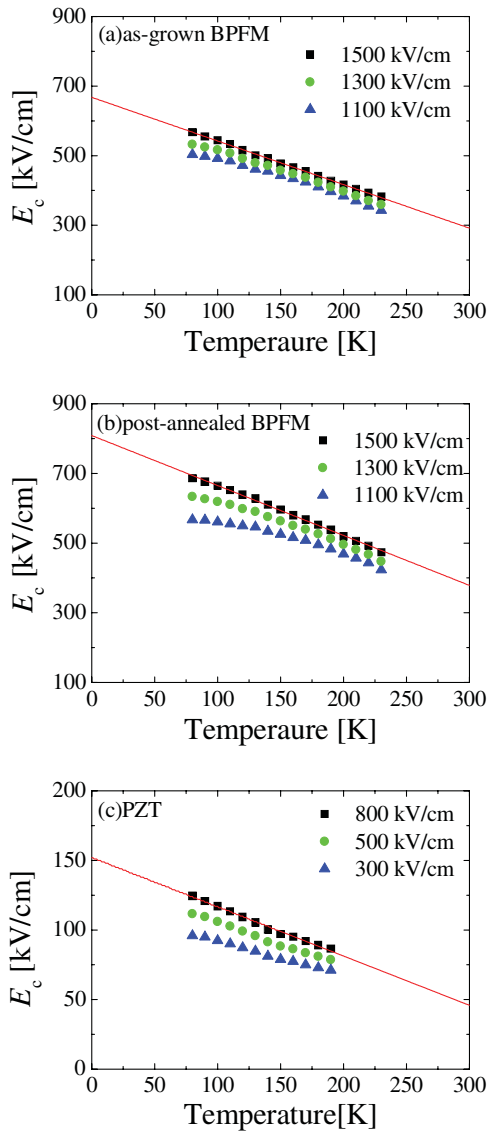 (a)as-grown BPFM
1500 kV/cm
1300 kV/cm
1100 kV/cm
900
700
500
300
100
E_c [kV/cm]
0 50 100 150 200 250 300
Temperaure [K]
(b)post-annealed BPFM
1500 kV/cm
1300 kV/cm
1100 kV/cm
900
700
500
300
100
E_c [kV/cm]
0 50 100 150 200 250 300
Temperaure [K]
(c)PZT
800 kV/cm
500 kV/cm
300 kV/cm
200
150
100
50
0
E_c [kV/cm]
0 50 100 150 200 250 300
Temperature[K]